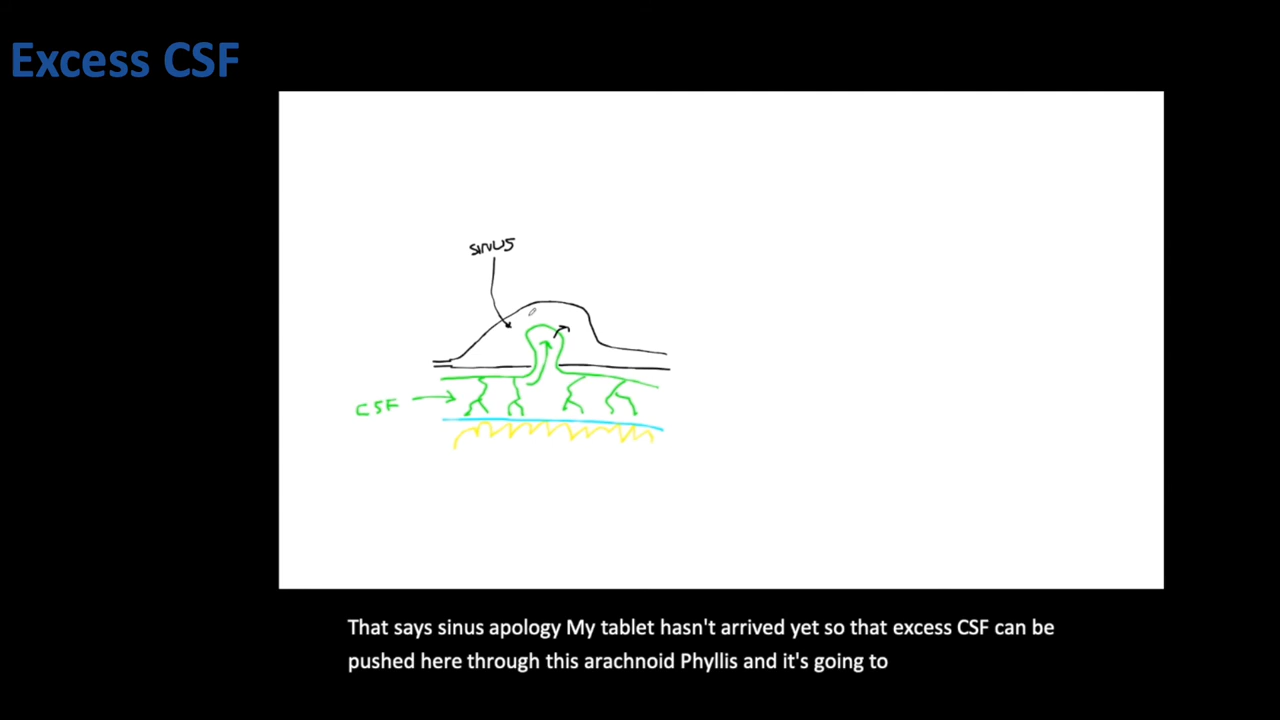 Excess CSF
SINUS
CSF
That says sinus apology My tablet hasn't arrived yet so that excess CSF can be
pushed here through this arachnoid Phyllis and it's going to